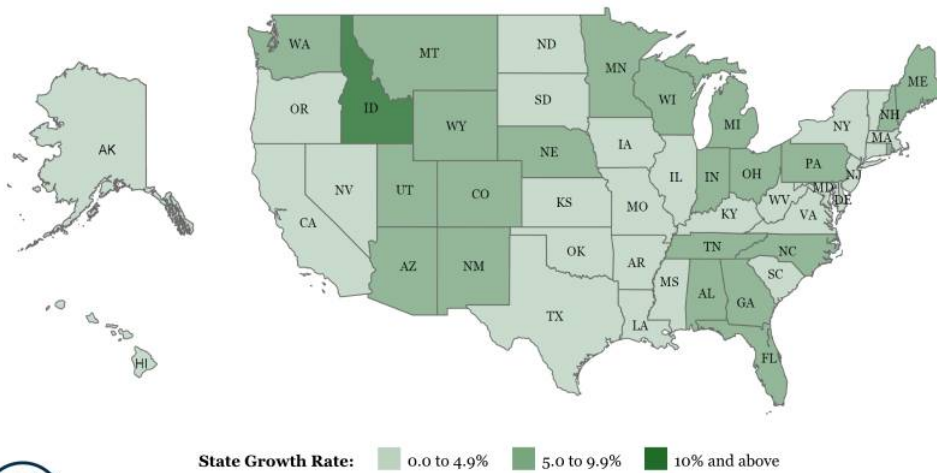 WA
MT
ND
MN
ME
OR
ID
SD
WI
NH
WY
MI
NY
MA
AK
NE
IA
PA
NJ
NV
UT
CO
IL
IN
OH
MD
DE
CA
KS
MO
WV
VA
KY
AZ
NM
OK
AR
TN
NC
SC
MS
AL
GA
TX
LA
FL
HI
State Growth Rate: 0.0 to 4.9% 5.0 to 9.9% 10% and above